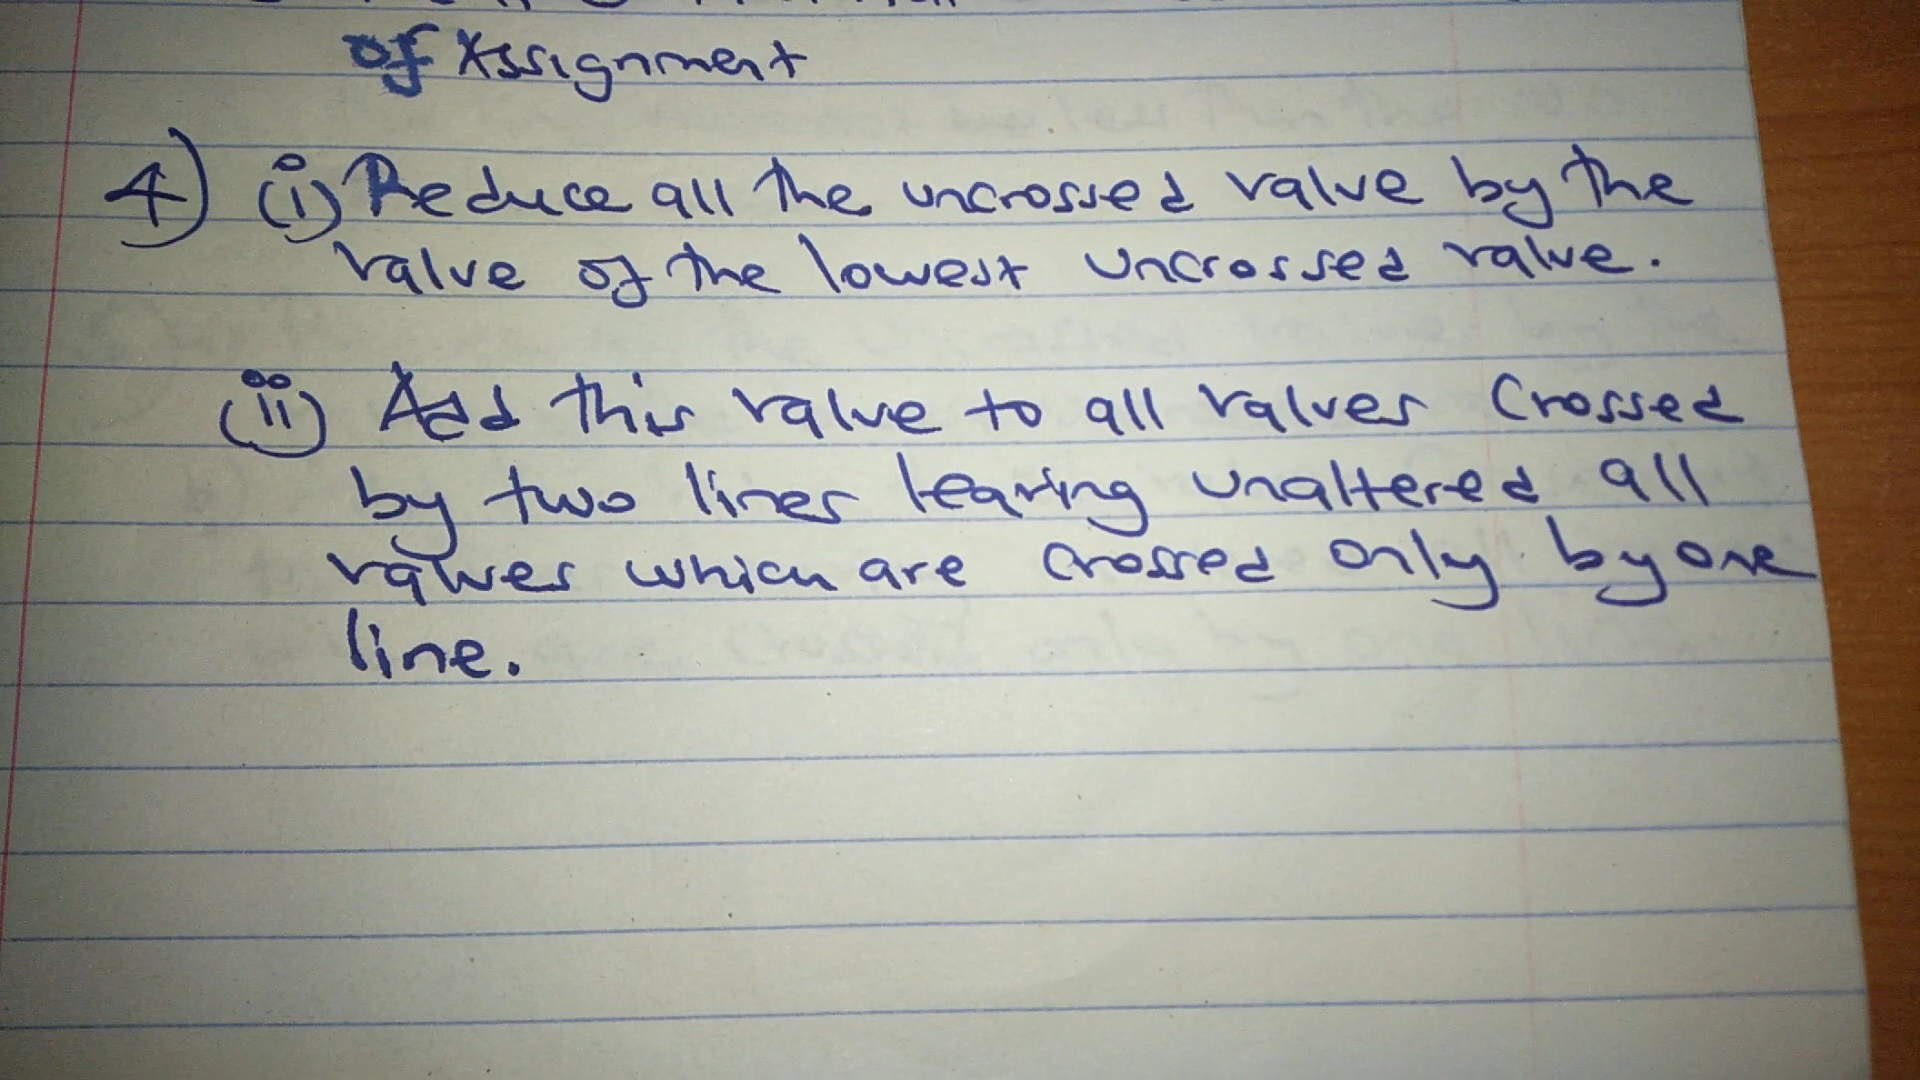 of Assignment
4) (i) Reduce all the uncrossed value by the
value of the lowest uncrossed value.
(ii) Add this value to all values crossed
by two lines leaving unaltered all
values which are crossed only by one
line.